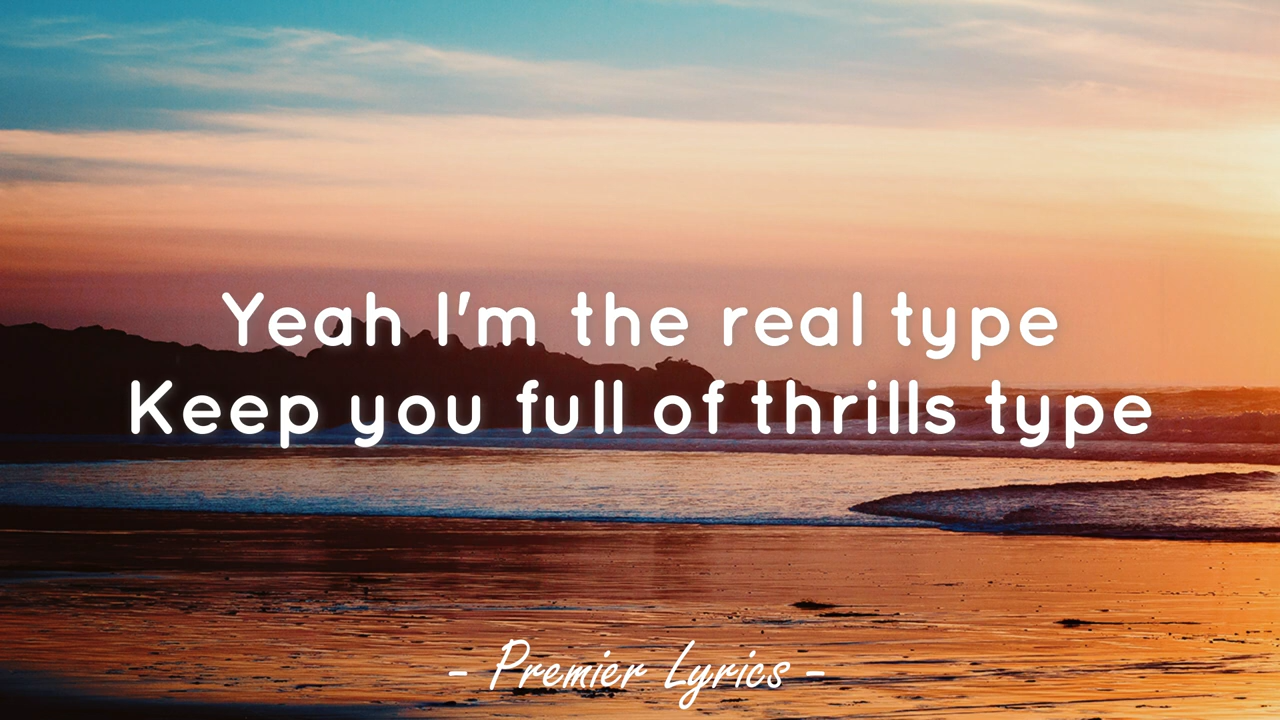 Yeah I'm the real type
Keep you full of thrills type
- Premier Lyrics -